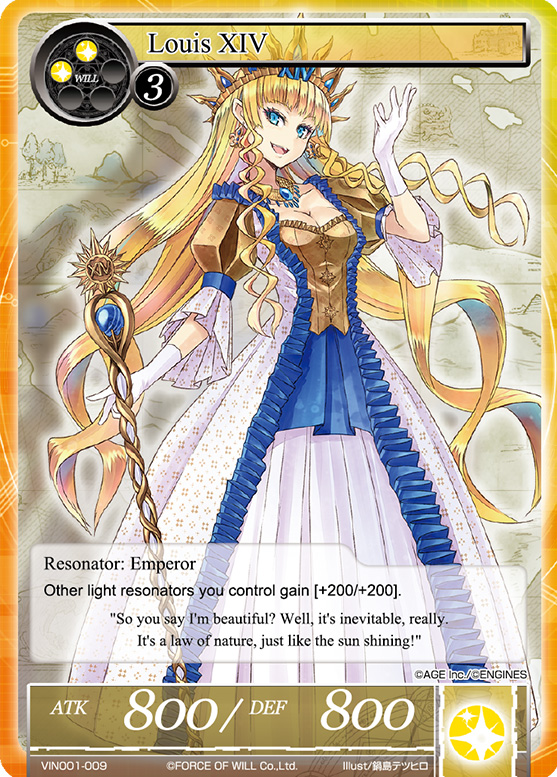 Louis XIV
WILL
3
XIV
XIV
Resonator: Emperor
Other light resonators you control gain [+200/+200].
"So you say I'm beautiful? Well, it's inevitable, really.
It's a law of nature, just like the sun shining!"
©AGE Inc./©ENGINES
ATK 800 / DEF 800
VIN001-009 ©FORCE OF WILL Co.,Ltd. Illust/鍋島テツヒロ